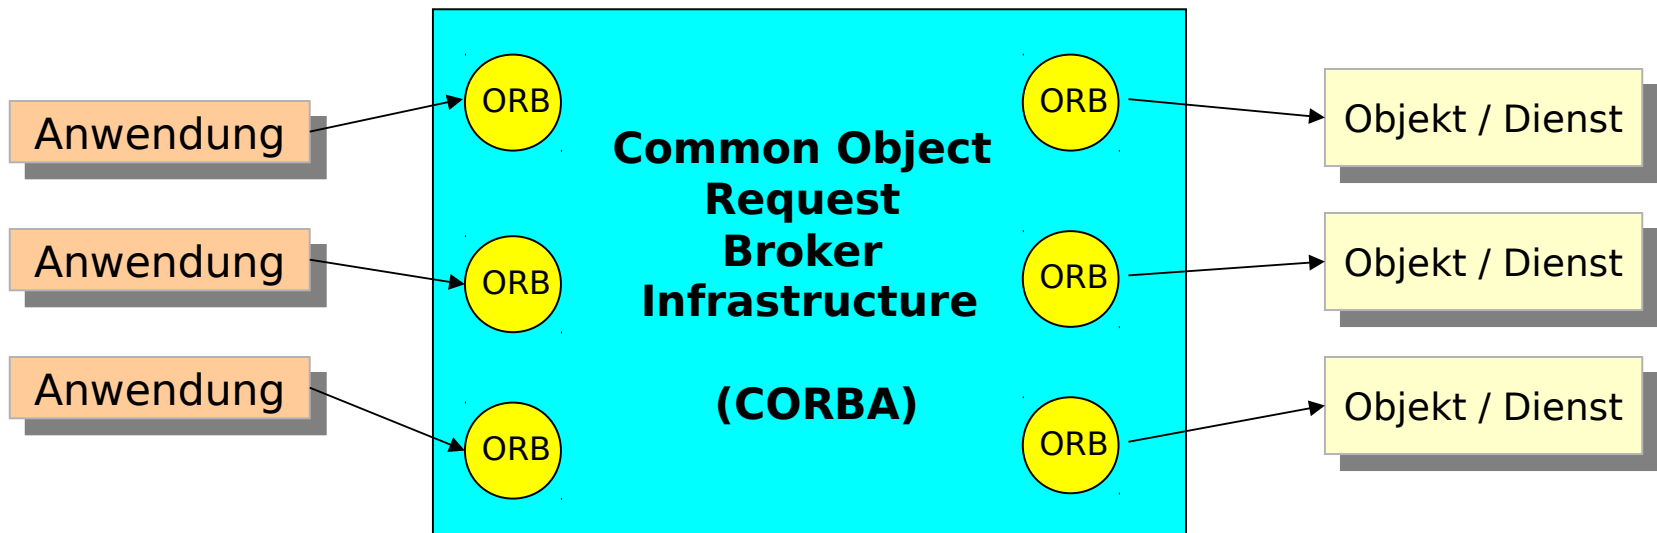 Anwendung
Anwendung
Anwendung
ORB
ORB
ORB
Common Object
Request
Broker
Infrastructure
(CORBA)
ORB
ORB
ORB
Objekt / Dienst
Objekt / Dienst
Objekt / Dienst